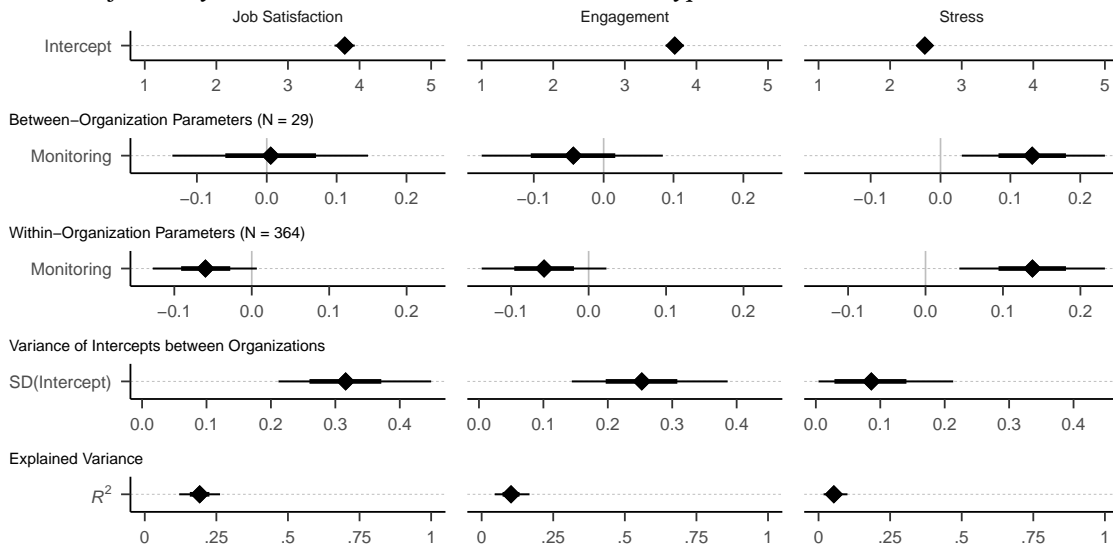 Job Satisfaction Engagement Stress
Intercept
1 2 3 4 5 1 2 3 4 5 1 2 3 4 5
Between−Organization Parameters (N = 29)
Monitoring
−0.1 0.0 0.1 0.2 −0.1 0.0 0.1 0.2 −0.1 0.0 0.1 0.2
Within−Organization Parameters (N = 364)
Monitoring
−0.1 0.0 0.1 0.2 −0.1 0.0 0.1 0.2 −0.1 0.0 0.1 0.2
Variance of Intercepts between Organizations
SD(Intercept)
0.0 0.1 0.2 0.3 0.4 0.0 0.1 0.2 0.3 0.4 0.0 0.1 0.2 0.3 0.4
Explained Variance
R²
0 .25 .5 .75 1 0 .25 .5 .75 1 0 .25 .5 .75 1